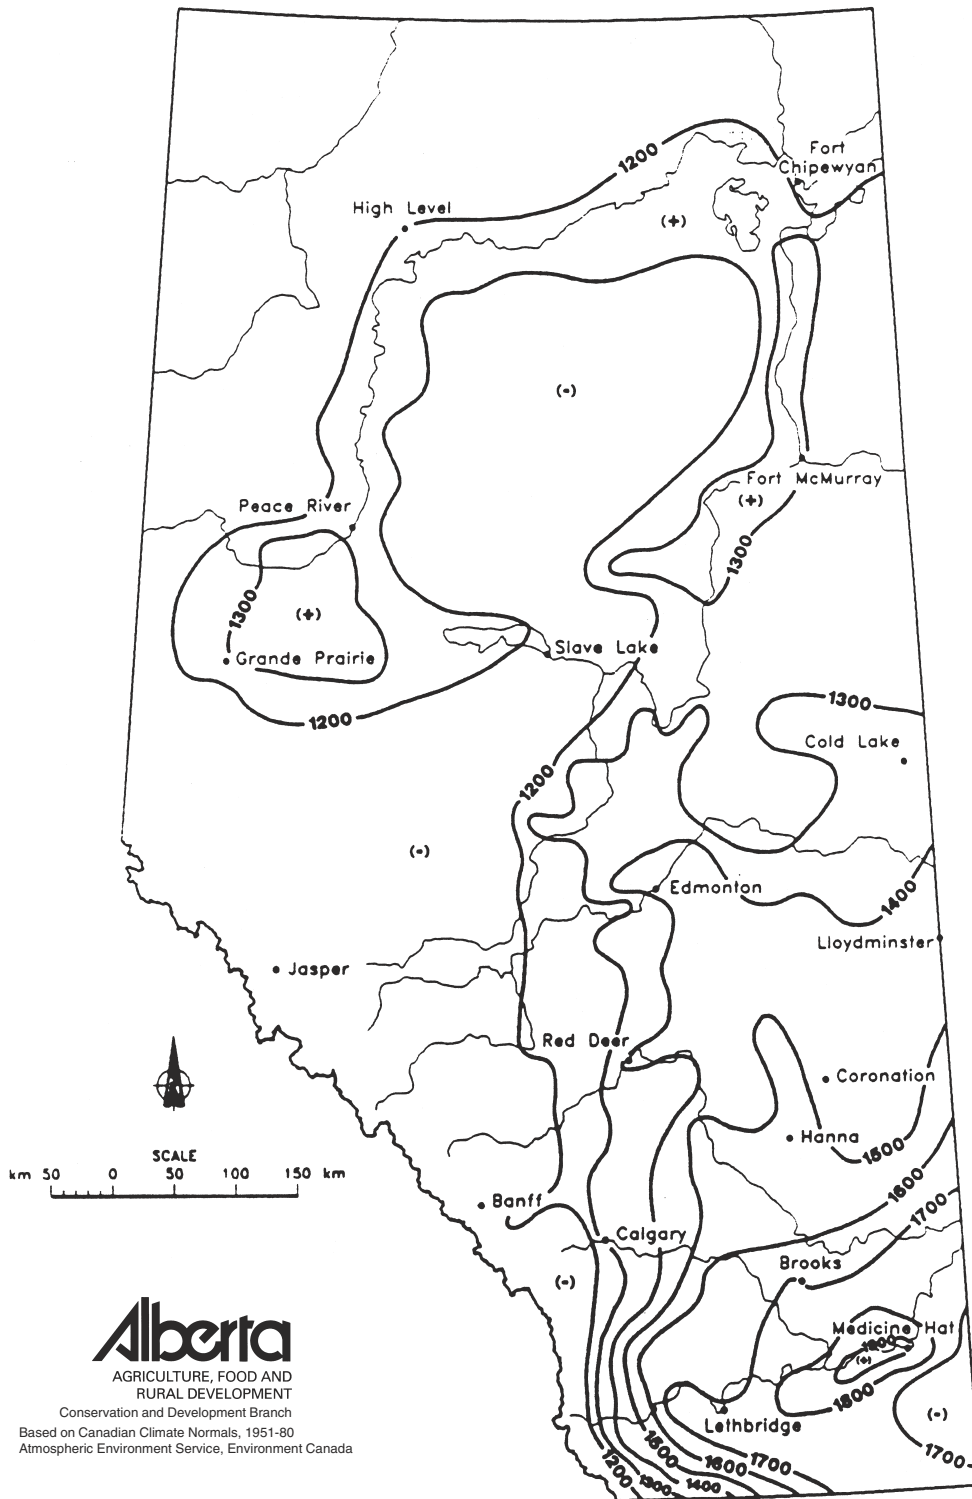 Fort
Chipewyan
1200
High Level
(+)
(-)
Peace River
Fort McMurray
(+)
1300
1300
(+)
Grande Prairie
Slave Lake
1200
1300
Cold Lake
1200
(-)
Edmonton
1400
Lloydminster
Jasper
Red Deer
Coronation
Hanna
1500
SCALE
km 50 0 50 100 150 km
1600
1700
Banff
Calgary
Brooks
(-)
Medicine Hat
(+)
1800
(-)
Lethbridge
1700
1200
1300
1400
1500
1600
1700
Alberta
AGRICULTURE, FOOD AND
RURAL DEVELOPMENT
Conservation and Development Branch
Based on Canadian Climate Normals, 1951-80
Atmospheric Environment Service, Environment Canada